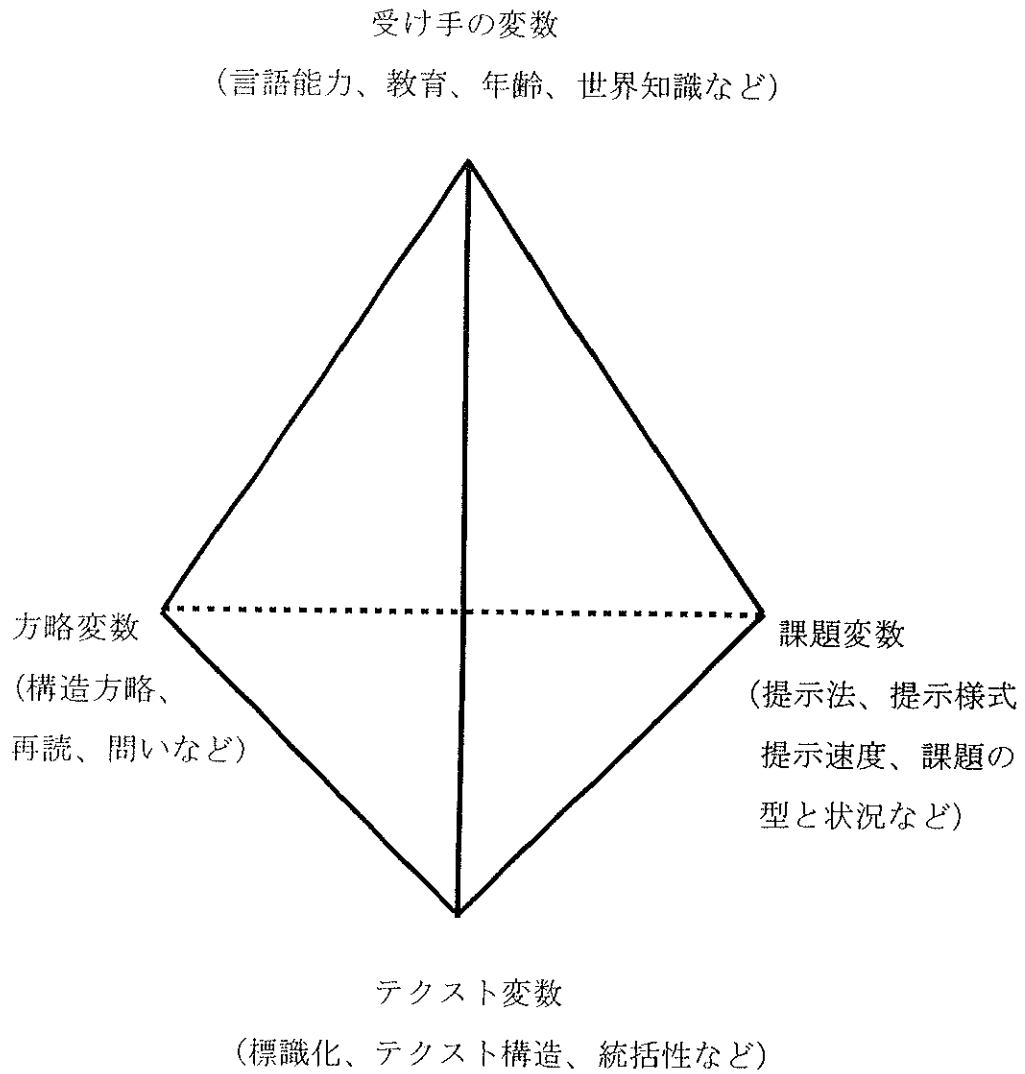 受け手の変数
（言語能力、教育、年齢、世界知識など）
方略変数
（構造方略、
再読、問いなど）
課題変数
（提示法、提示様式
提示速度、課題の
型と状況など）
テクスト変数
（標識化、テクスト構造、統括性など）